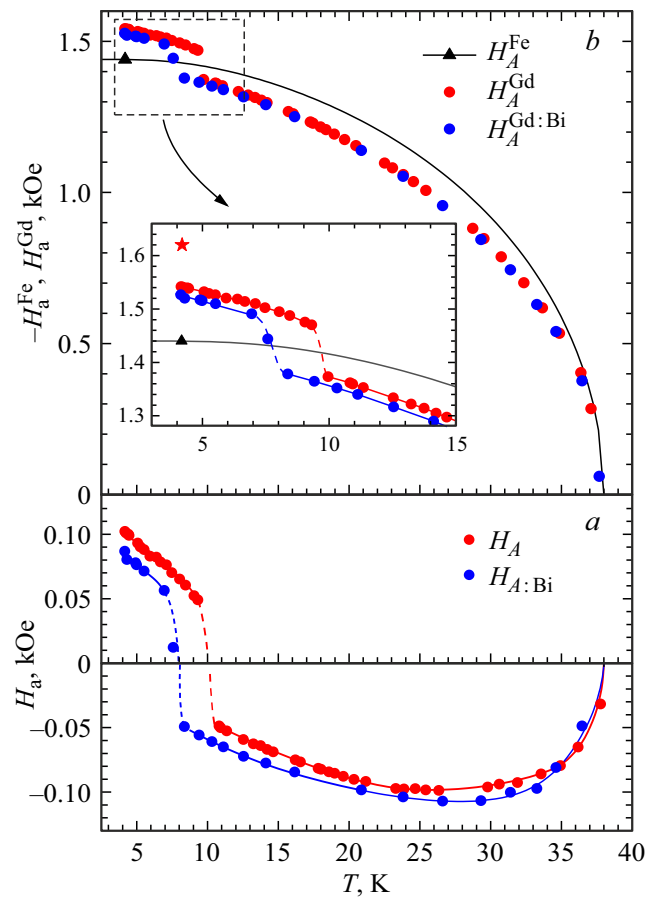 b
1.5
1.0
0.5
0
–H_a^Fe, H_a^Gd, kOe
H_A^Fe
H_A^Gd
H_A^Gd:Bi
1.6
1.5
1.4
1.3
5 10 15
a
0.10
0.05
0
–0.05
–0.10
H_a, kOe
H_A
H_A:Bi
5 10 15 20 25 30 35 40
T, K